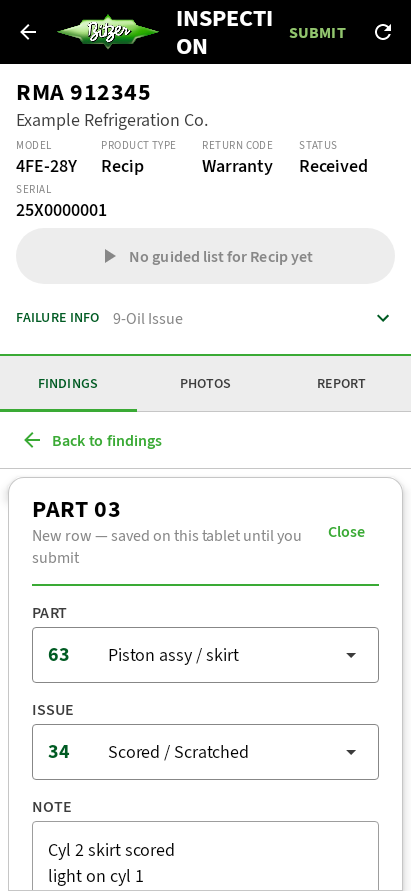 Bitzer
INSPECTI
ON
SUBMIT
RMA 912345
Example Refrigeration Co.
MODEL PRODUCT TYPE RETURN CODE STATUS
4FE-28Y Recip Warranty Received
SERIAL
25X0000001
No guided list for Recip yet
FAILURE INFO 9-Oil Issue
FINDINGS PHOTOS REPORT
Back to findings
PART 03
New row — saved on this tablet until you
submit
Close
PART
63 Piston assy / skirt
ISSUE
34 Scored / Scratched
NOTE
Cyl 2 skirt scored
light on cyl 1